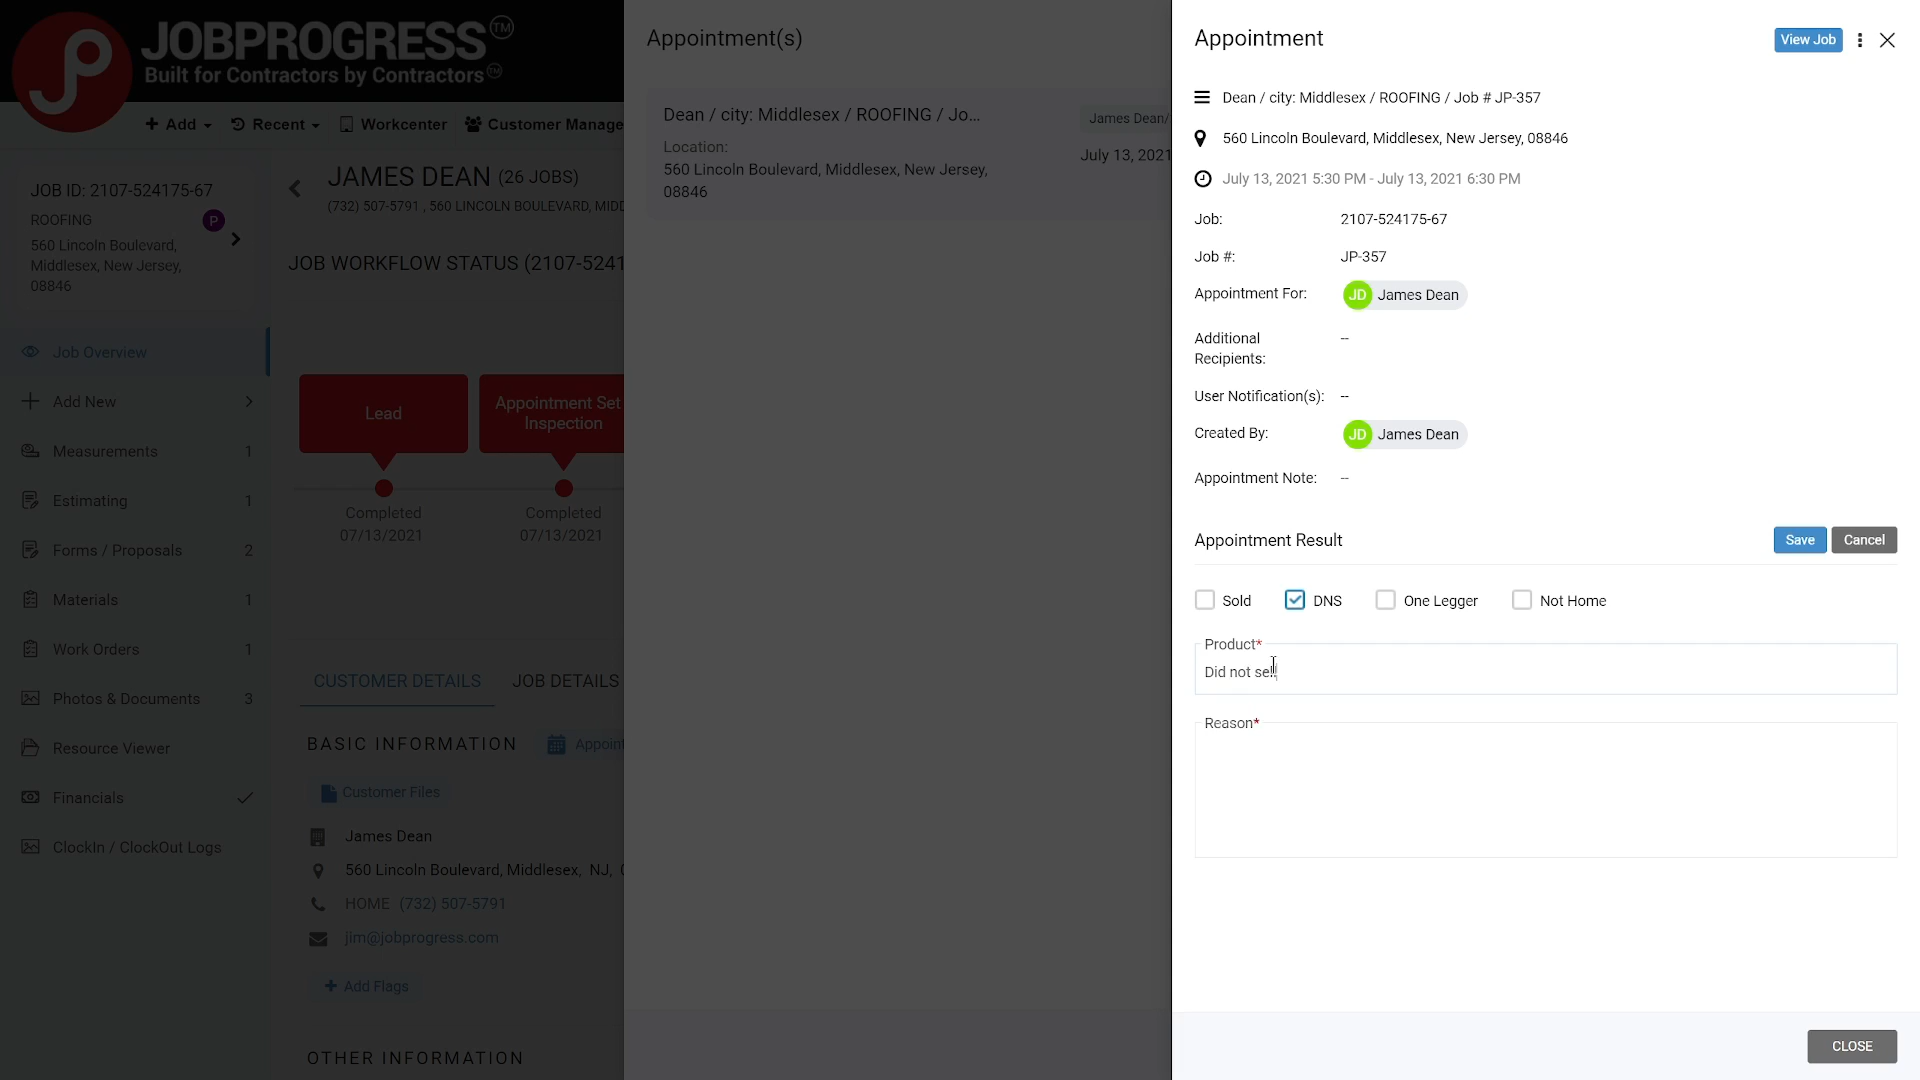 JOBPROGRESS™
Built for Contractors by Contractors
Add
Recent
Workcenter
Customer Manage
JOB ID: 2107-524175-67
ROOFING
P
560 Lincoln Boulevard,
Middlesex, New Jersey,
08846
JAMES DEAN (26 JOBS)
(732) 507-5791 , 560 LINCOLN BOULEVARD, MIDD
JOB WORKFLOW STATUS (2107-5241
Job Overview
Add New
Measurements 1
Estimating 1
Forms / Proposals 2
Materials 1
Work Orders 1
Photos & Documents 3
Resource Viewer
Financials
ClockIn / ClockOut Logs
Lead
Appointment Set
Inspection
Completed
07/13/2021
Completed
07/13/2021
CUSTOMER DETAILS
JOB DETAILS
BASIC INFORMATION
Appoint
Customer Files
James Dean
560 Lincoln Boulevard, Middlesex, NJ,
HOME (732) 507-5791
jim@jobprogress.com
Add Flags
OTHER INFORMATION
Appointment(s)
Dean / city: Middlesex / ROOFING / Jo...
James Dean/
Location:
July 13, 2021
560 Lincoln Boulevard, Middlesex, New Jersey,
08846
Appointment
View Job
Dean / city: Middlesex / ROOFING / Job # JP-357
560 Lincoln Boulevard, Middlesex, New Jersey, 08846
July 13, 2021 5:30 PM - July 13, 2021 6:30 PM
Job: 2107-524175-67
Job #: JP-357
Appointment For: JD James Dean
Additional
Recipients: --
User Notification(s): --
Created By: JD James Dean
Appointment Note: --
Appointment Result
Save
Cancel
Sold
DNS
One Legger
Not Home
Product*
Did not sell
Reason*
CLOSE